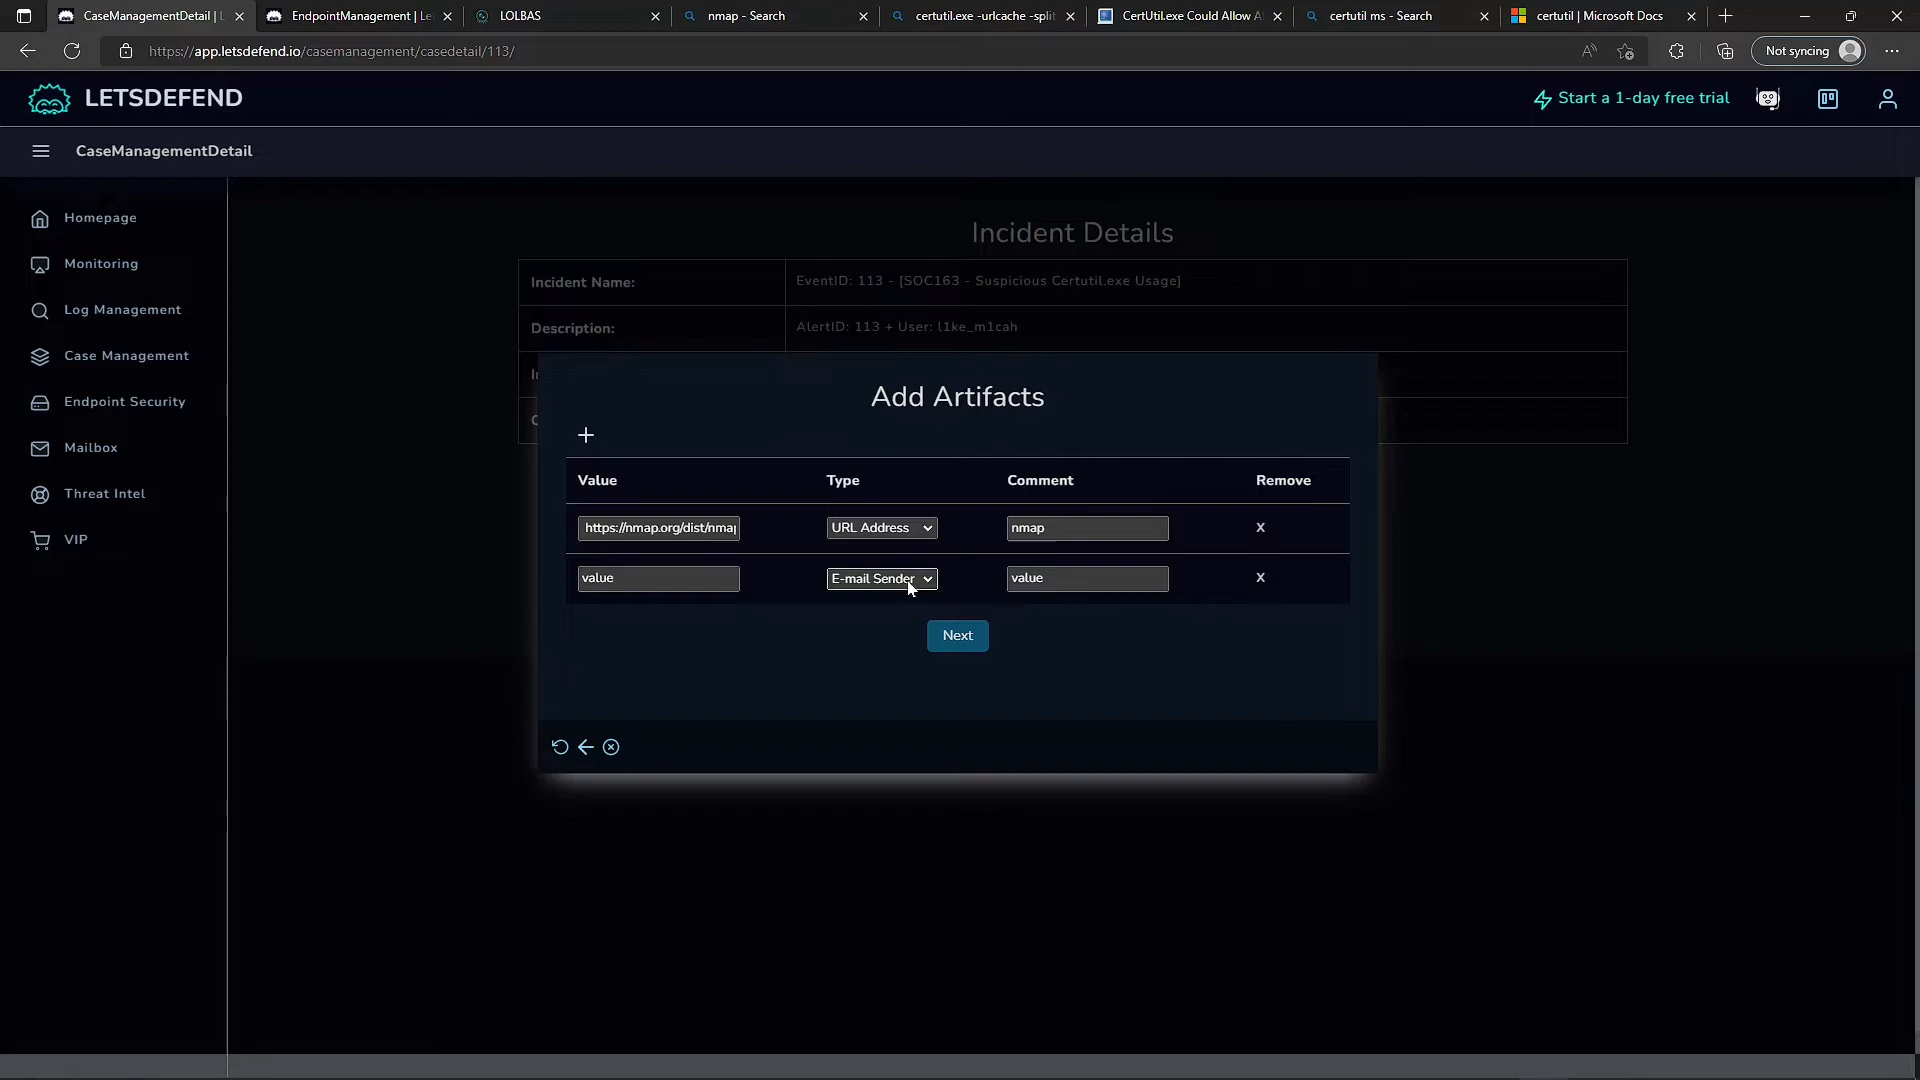 CaseManagementDetail | L
EndpointManagement | Le
LOLBAS
nmap - Search
certutil.exe -urlcache -split
CertUtil.exe Could Allow A
certutil ms - Search
certutil | Microsoft Docs
https://app.letsdefend.io/casemanagement/casedetail/113/
Not syncing
LETSDEFEND
Start a 1-day free trial
CaseManagementDetail
Homepage
Monitoring
Log Management
Case Management
Endpoint Security
Mailbox
Threat Intel
VIP
Incident Details
Incident Name:
EventID: 113 - [SOC163 - Suspicious Certutil.exe Usage]
Description:
AlertID: 113 + User: l1ke_m1cah
Add Artifacts
+
Value Type Comment Remove
https://nmap.org/dist/nmap URL Address nmap X
value E-mail Sender value X
Next